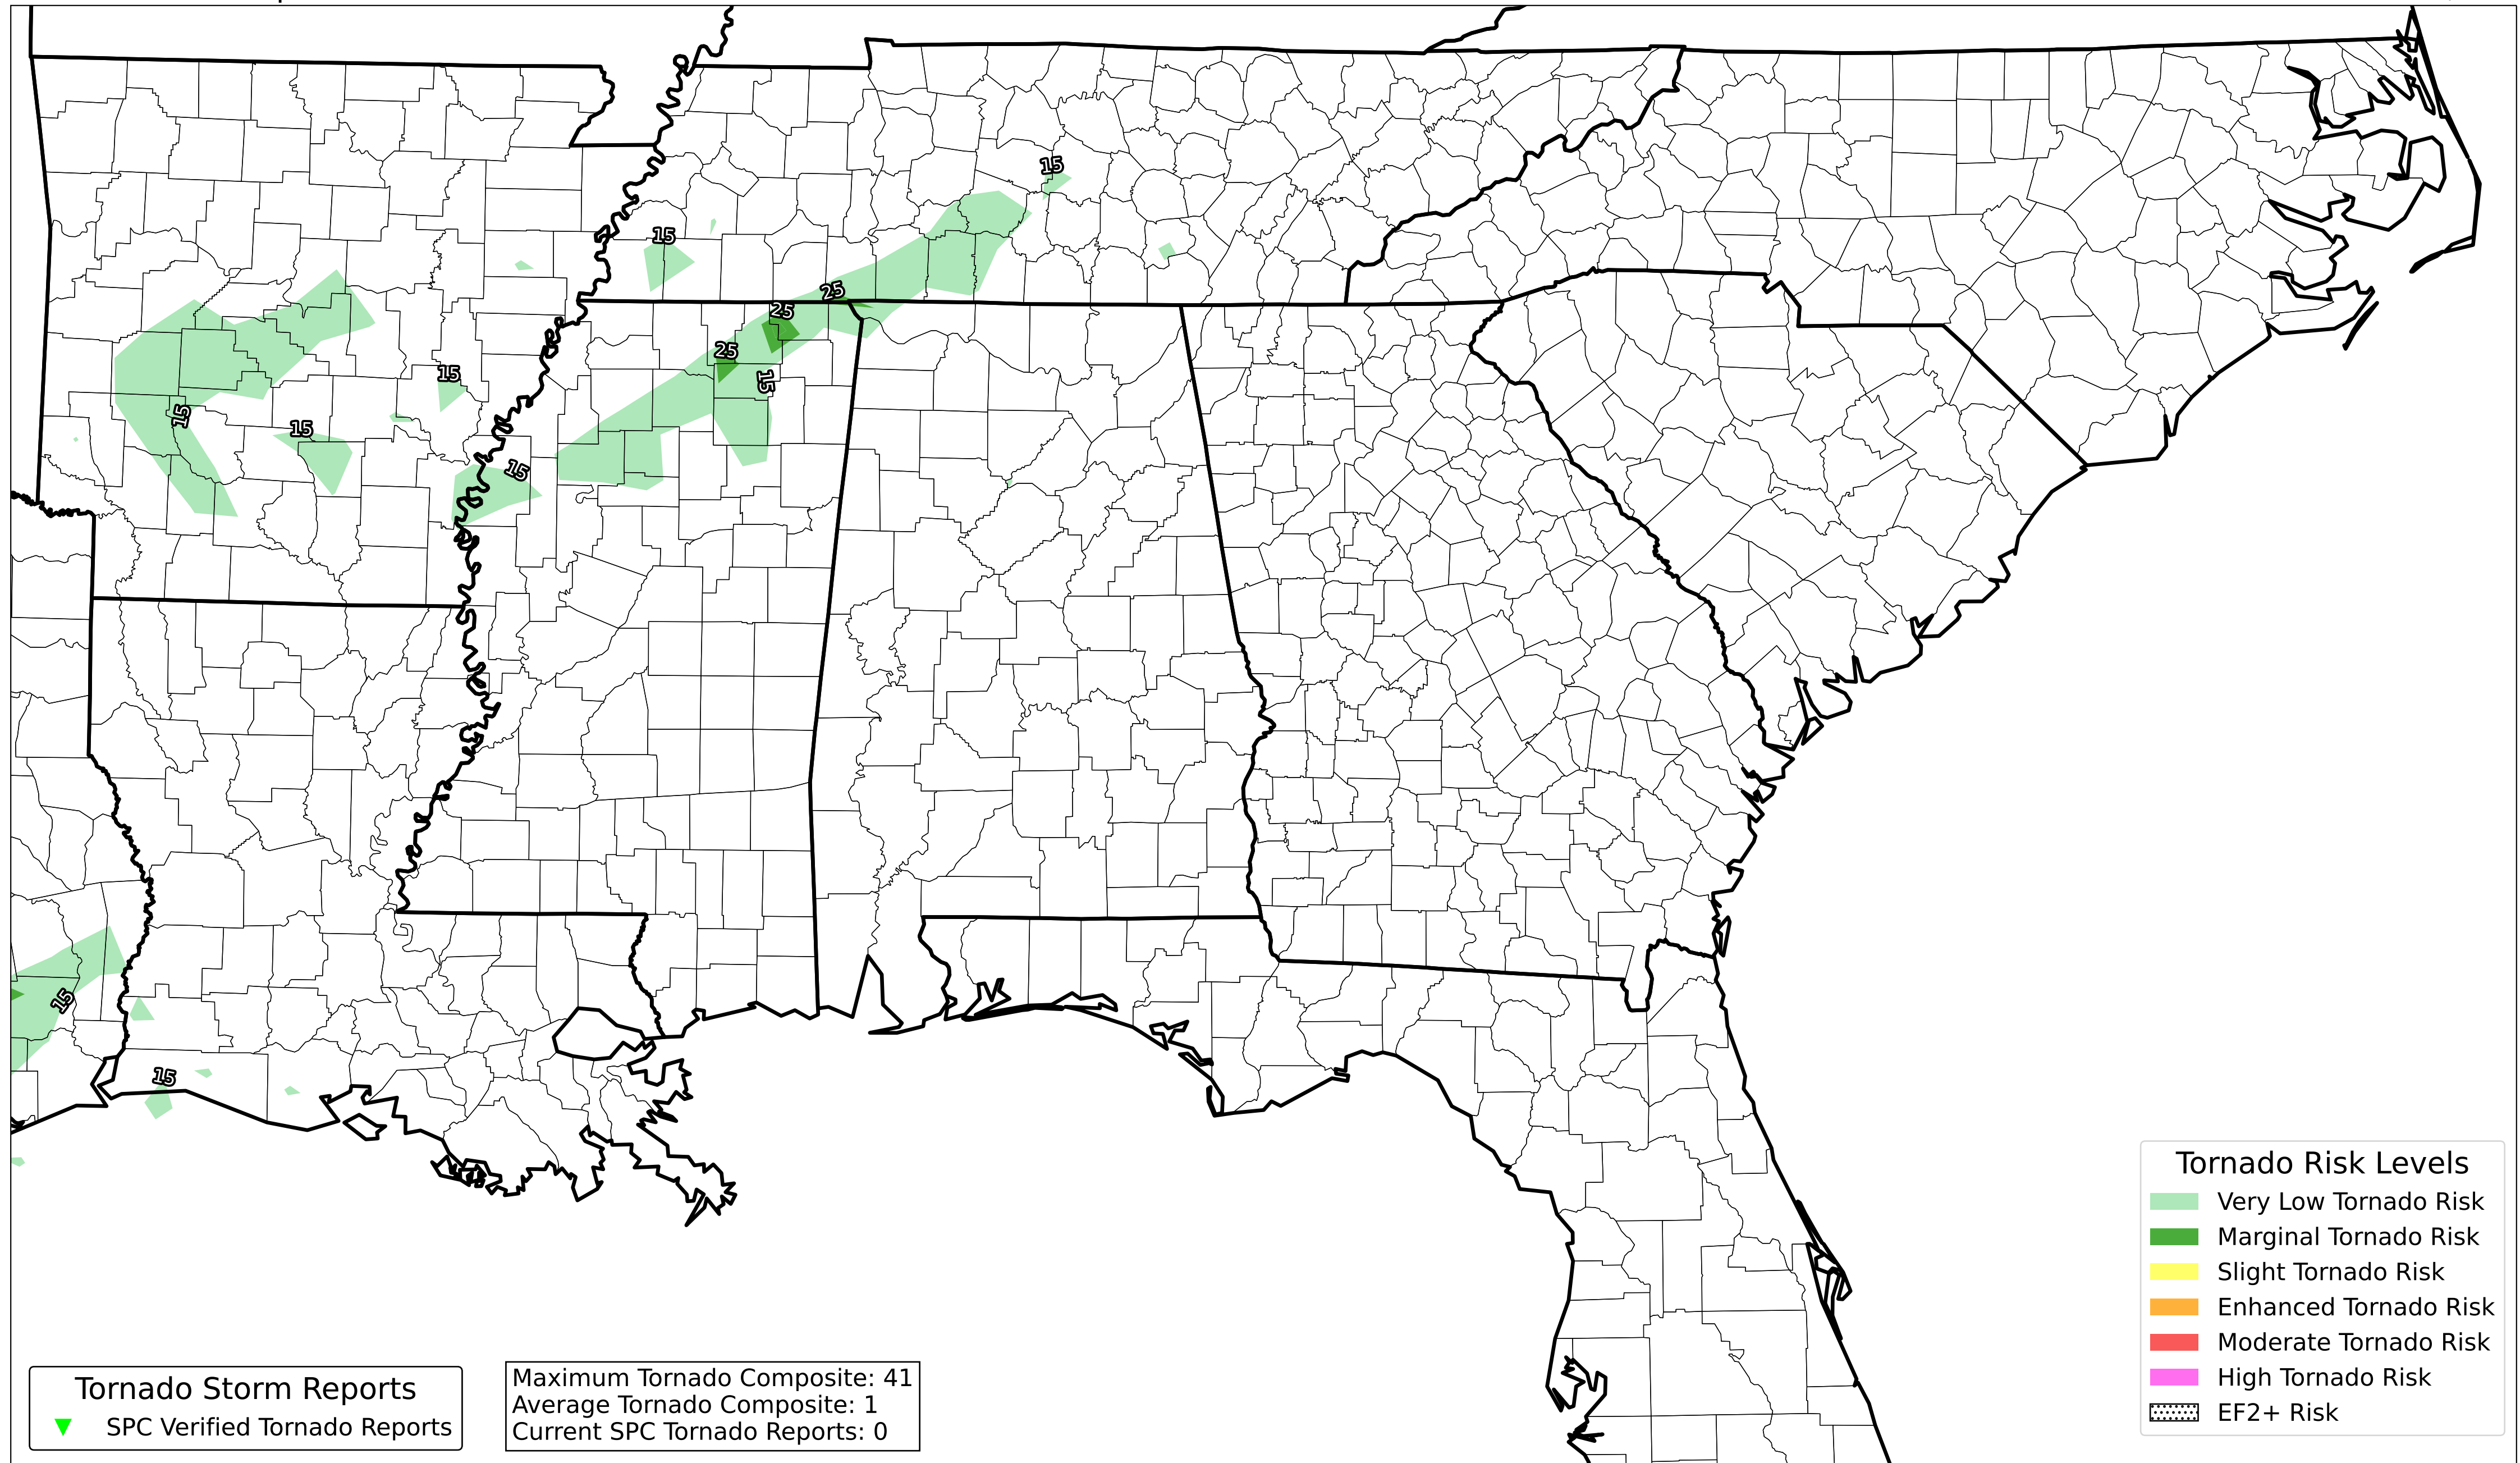 15
15
25
25
25
15
15
15
15
15
15
15
Tornado Risk Levels
Very Low Tornado Risk
Marginal Tornado Risk
Slight Tornado Risk
Enhanced Tornado Risk
Moderate Tornado Risk
High Tornado Risk
EF2+ Risk
Tornado Storm Reports
SPC Verified Tornado Reports
Maximum Tornado Composite: 41
Average Tornado Composite: 1
Current SPC Tornado Reports: 0